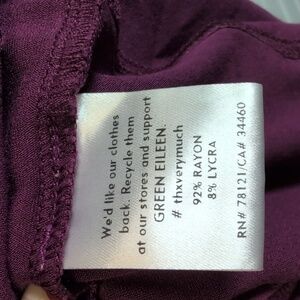 We'd like our clothes
back. Recycle them
at our stores and support
GREEN EILEEN.
# thxverymuch
92% RAYON
8% LYCRA
RN# 78121/CA# 34460